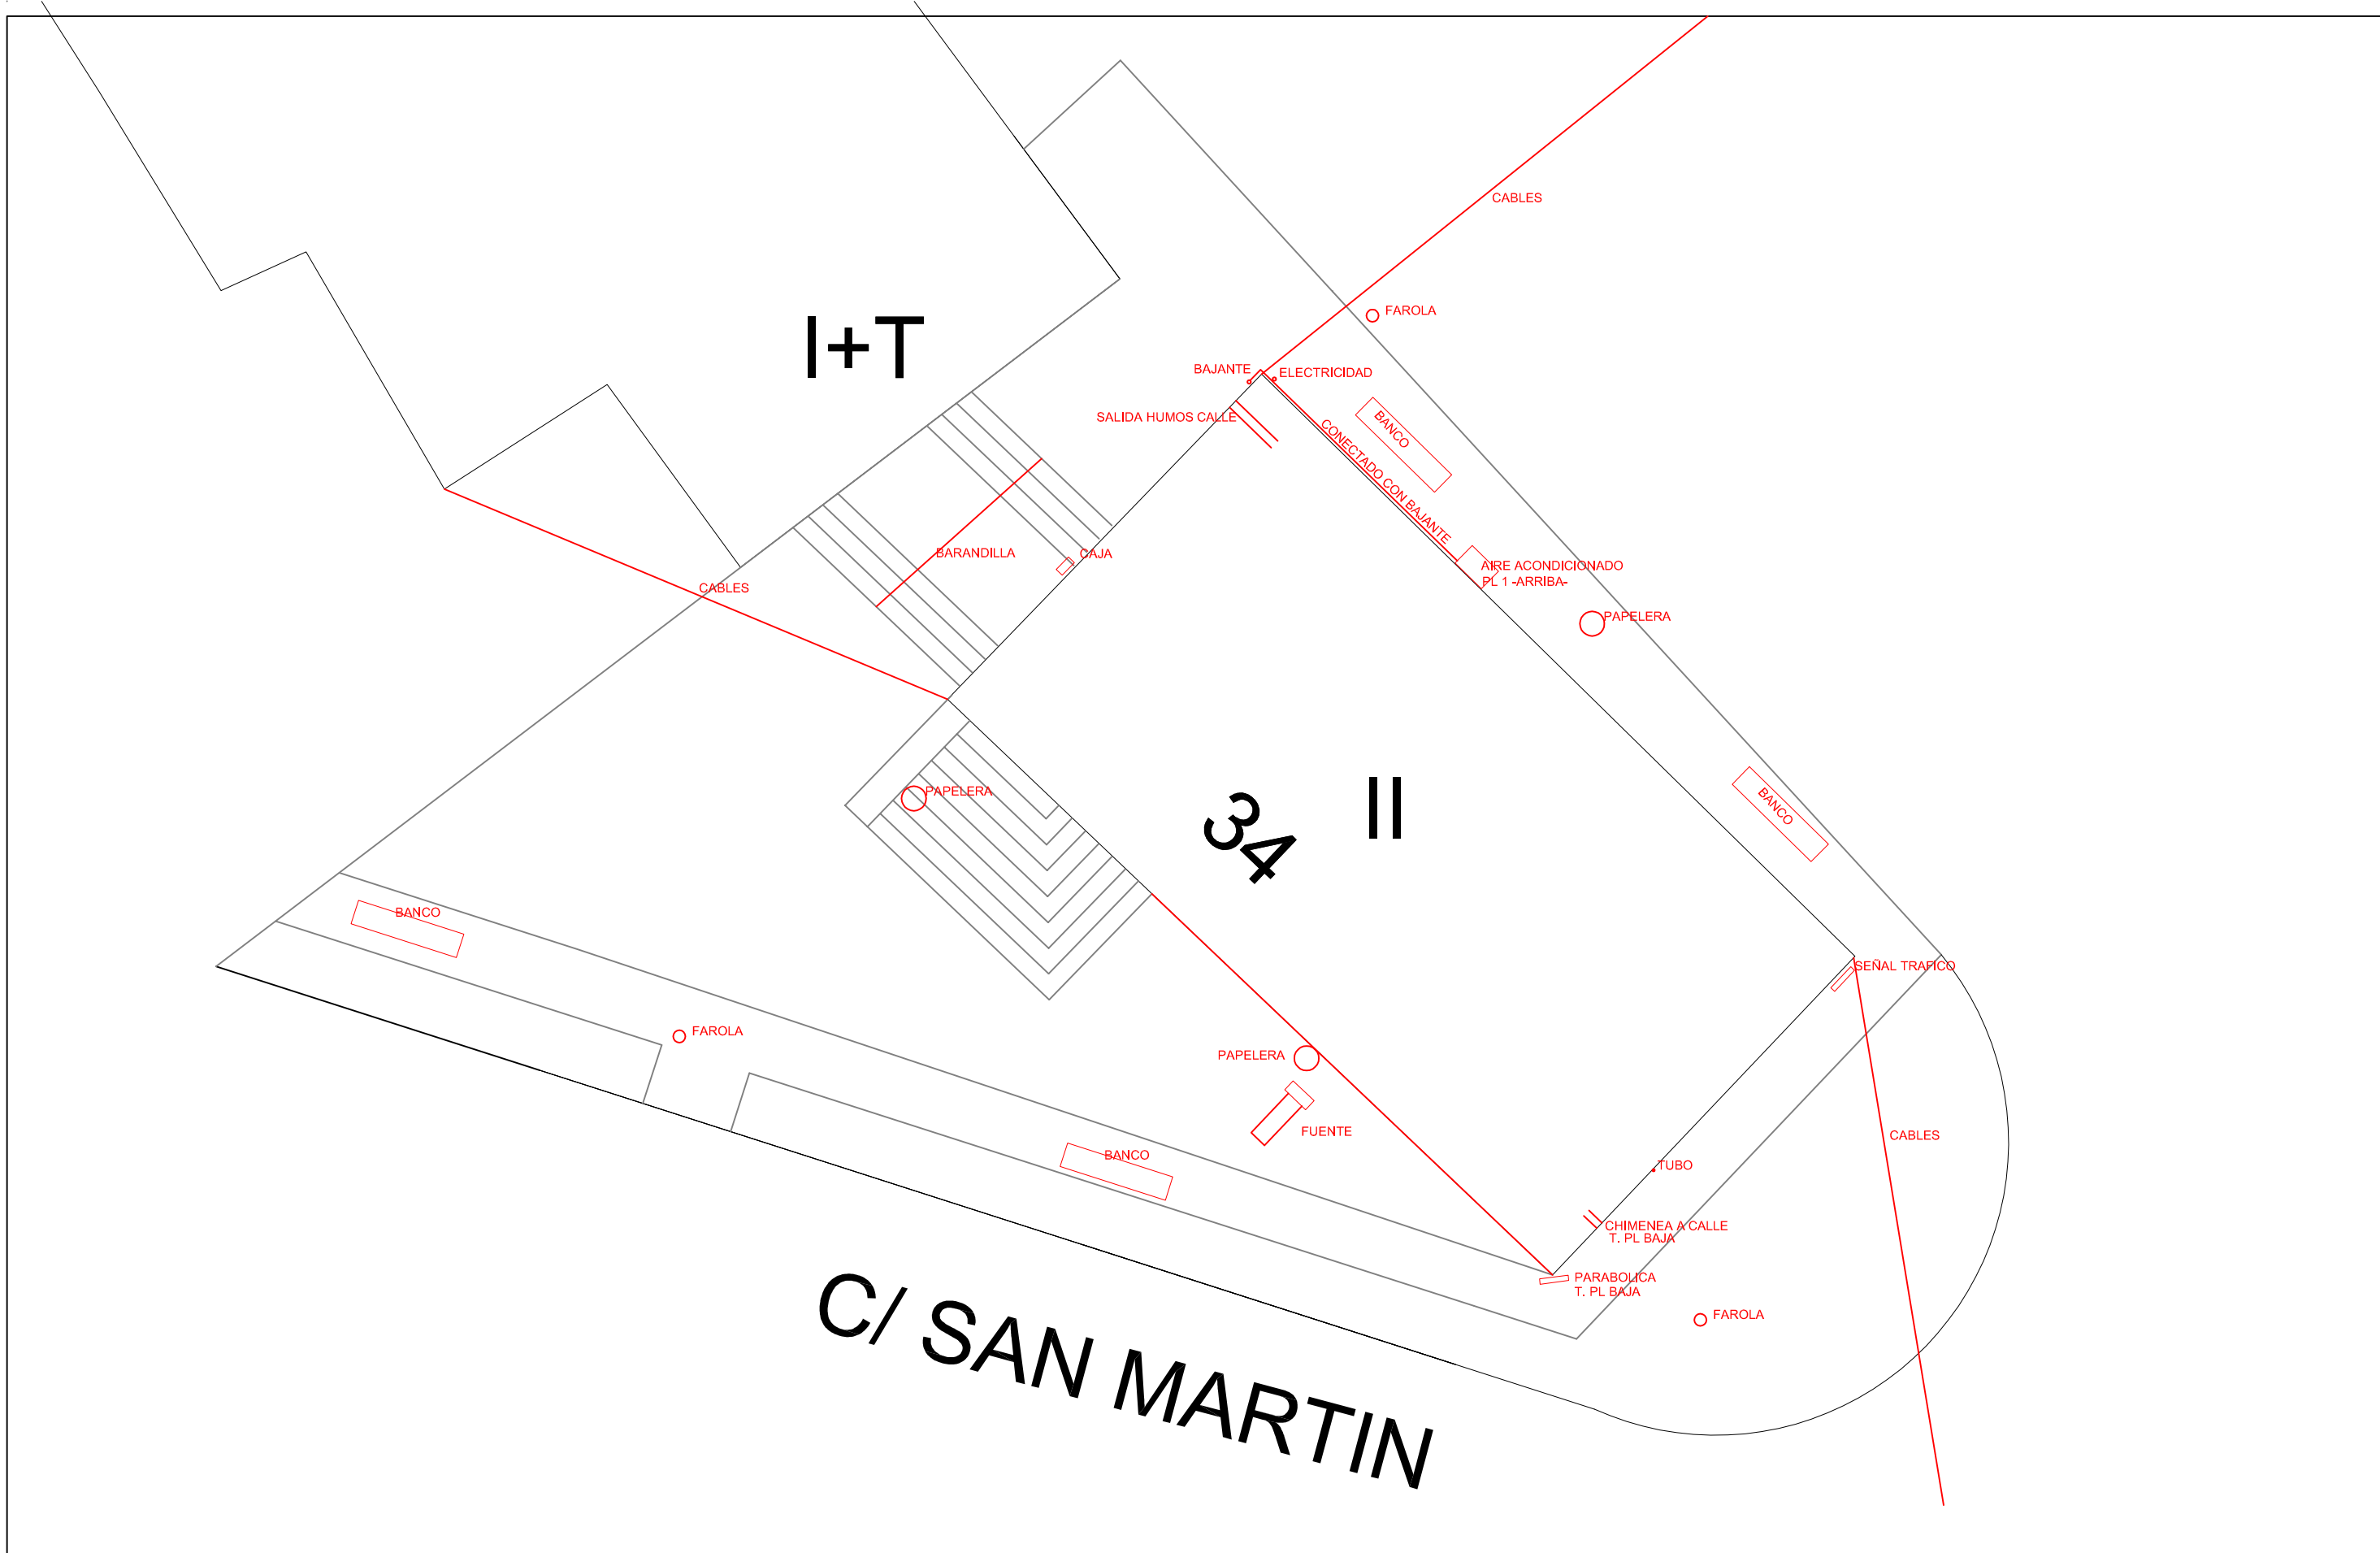 CABLES
FAROLA
I+T
BAJANTE
ELECTRICIDAD
SALIDA HUMOS CALLE
BANCO
CONECTADO CON BAJANTE
BARANDILLA
CAJA
AIRE ACONDICIONADO
PL 1 -ARRIBA-
CABLES
PAPELERA
PAPELERA
34
II
BANCO
BANCO
SEÑAL TRAFICO
FAROLA
PAPELERA
FUENTE
CABLES
BANCO
TUBO
CHIMENEA A CALLE
T. PL BAJA
PARABOLICA
T. PL BAJA
FAROLA
C/ SAN MARTIN